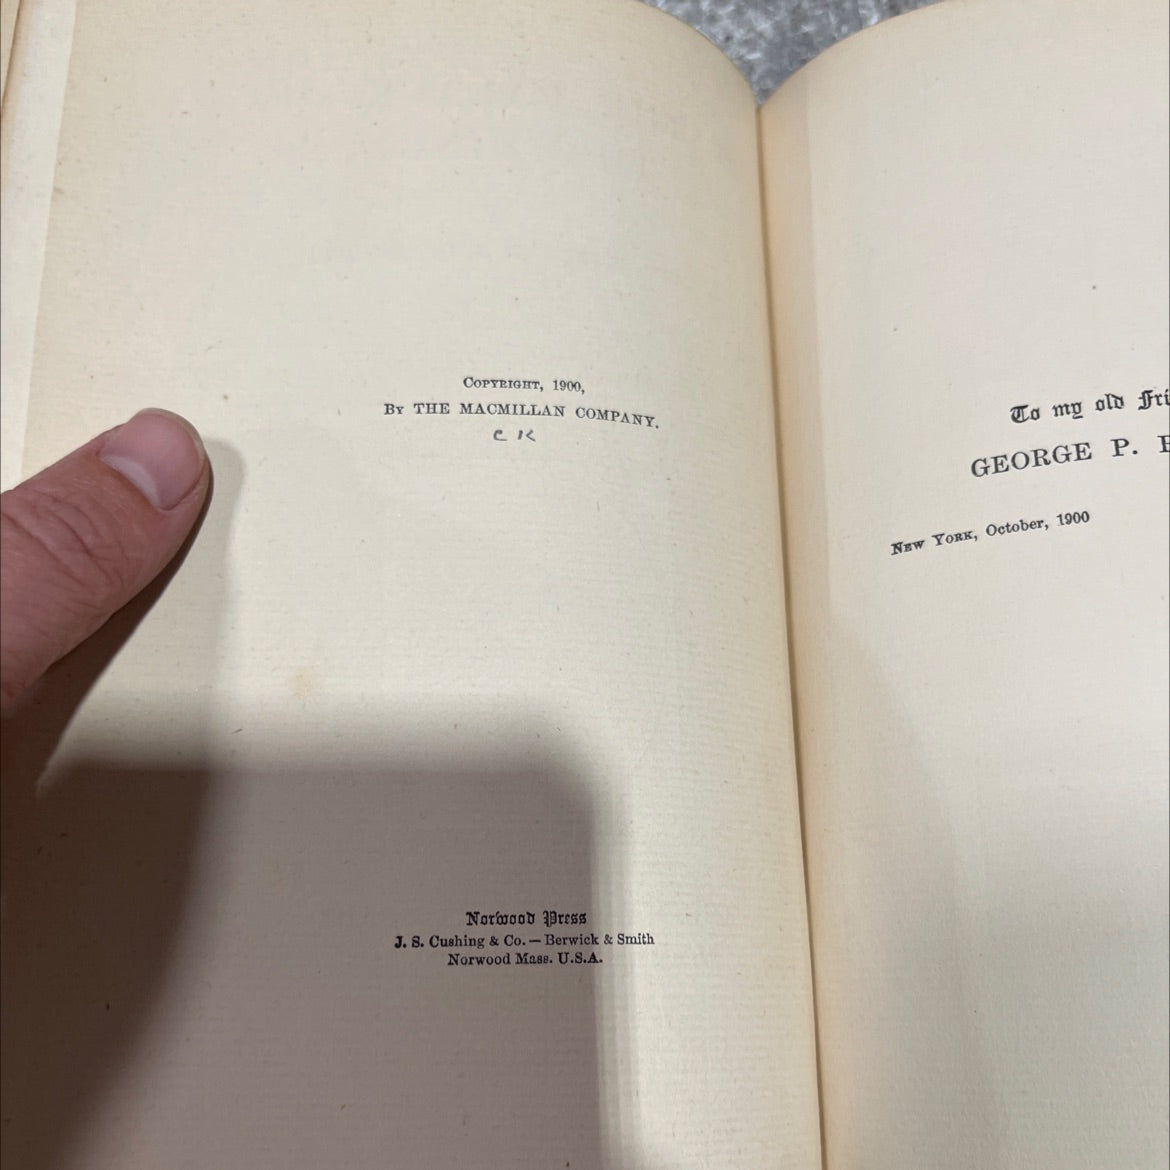 COPYRIGHT, 1900,
BY THE MACMILLAN COMPANY.
C K
Norwood Press
J. S. Cushing & Co. — Berwick & Smith
Norwood Mass. U.S.A.
To my old
GEORGE P.
NEW YORK, October, 1900